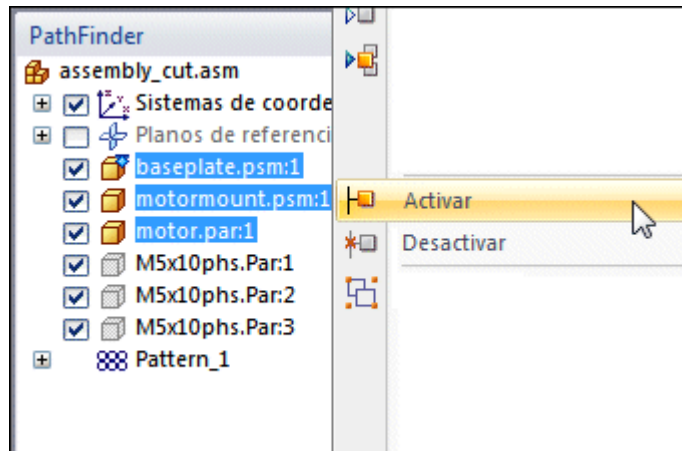 PathFinder
assembly_cut.asm
Sistemas de coorde
Planos de referenci
baseplate.psm:1
motormount.psm:1
Activar
motor.par:1
Desactivar
M5x10phs.Par:1
M5x10phs.Par:2
M5x10phs.Par:3
Pattern_1